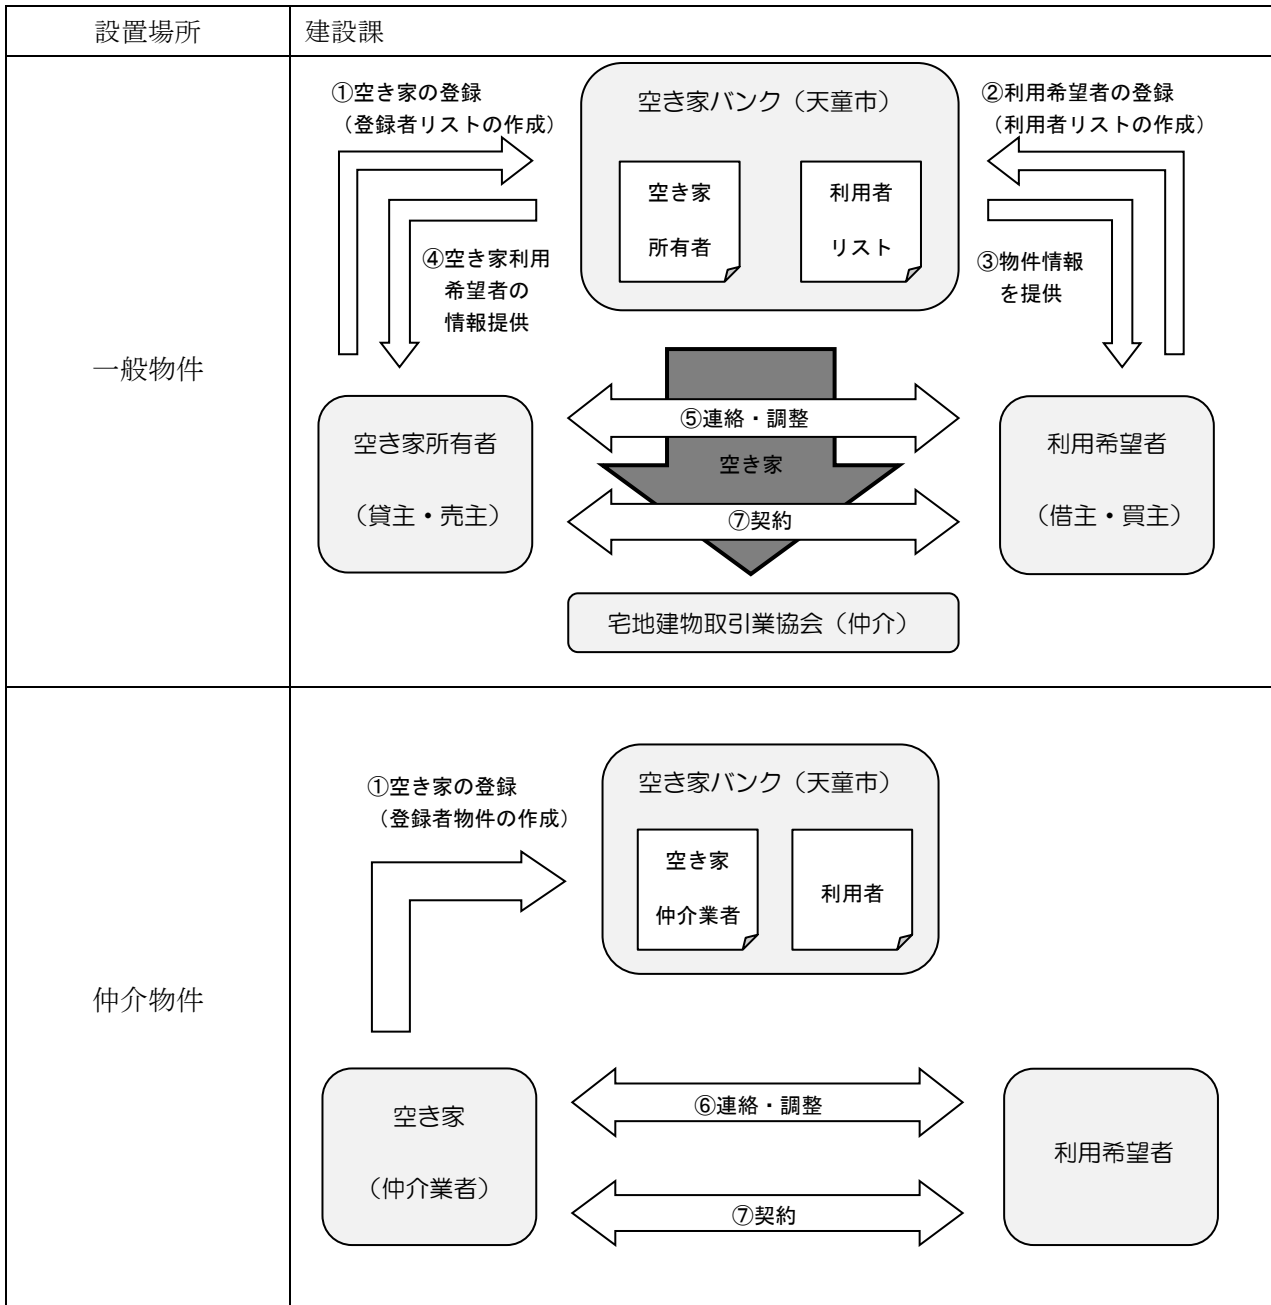 設置場所
建設課
一般物件
①空き家の登録
（登録者リストの作成）
空き家バンク（天童市）
②利用希望者の登録
（利用者リストの作成）
空き家
所有者
利用者
リスト
④空き家利用
希望者の
情報提供
③物件情報
を提供
空き家所有者
（貸主・売主）
⑤連絡・調整
空き家
⑦契約
利用希望者
（借主・買主）
宅地建物取引業協会（仲介）
仲介物件
①空き家の登録
（登録者物件の作成）
空き家バンク（天童市）
空き家
仲介業者
利用者
空き家
（仲介業者）
⑥連絡・調整
⑦契約
利用希望者